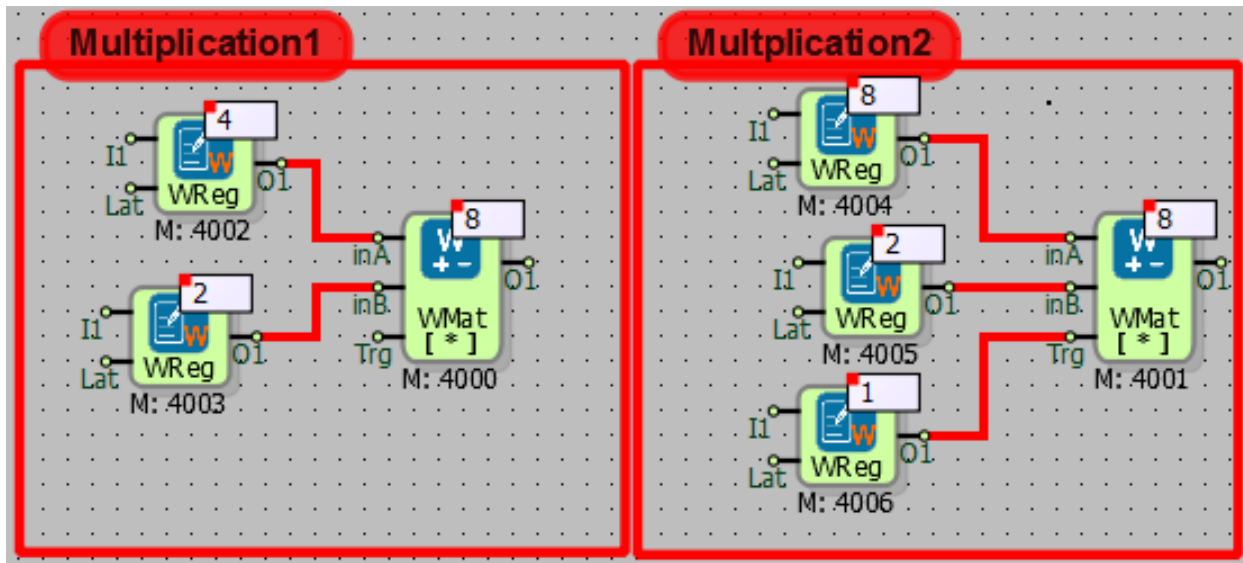 Multiplication1
4
I1
O1
Lat
WReg
M: 4002
8
inA
O1
inB
WMat
[ * ]
Trg
M: 4000
2
I1
O1
Lat
WReg
M: 4003
Multplication2
8
I1
O1
Lat
WReg
M: 4004
2
I1
O1
Lat
WReg
M: 4005
8
inA
O1
inB
WMat
[ * ]
Trg
M: 4001
1
I1
O1
Lat
WReg
M: 4006